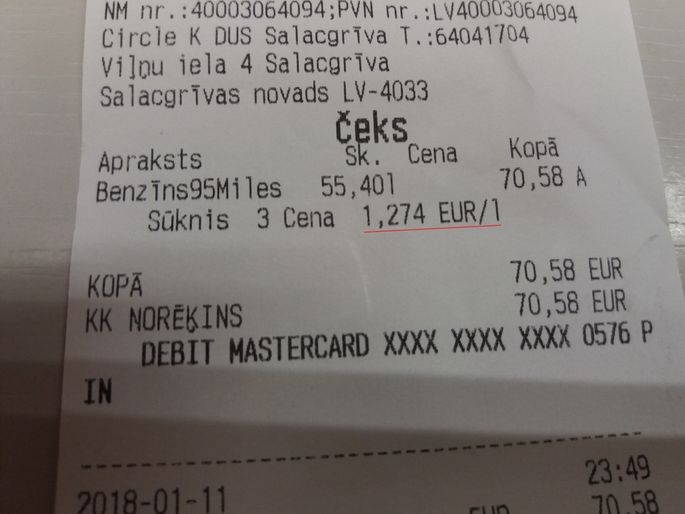 NM nr.:40003064094;PVN nr.:LV40003064094
Circle K DUS Salacgrīva T.:64041704
Viļņu iela 4 Salacgrīva
Salacgrīvas novads LV-4033
Čeks
Apraksts Sk. Cena Kopā
Benzīns95Miles 55,40l 70,58 A
Sūknis 3 Cena 1,274 EUR/l
KOPĀ 70,58 EUR
KK NORĒĶINS 70,58 EUR
DEBIT MASTERCARD XXXX XXXX XXXX 0576 P
IN
2018-01-11 23:49
EUR 70,58